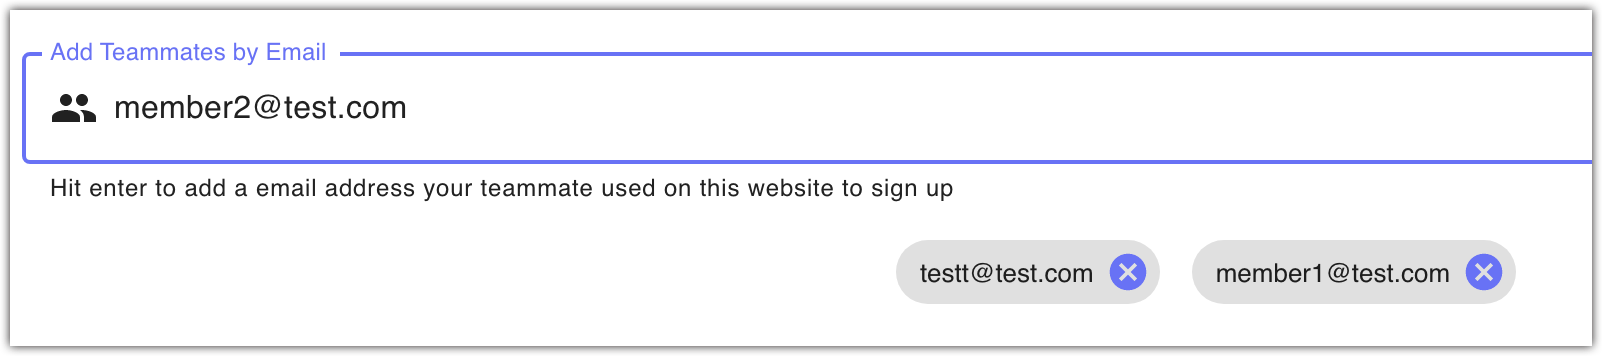 Add Teammates by Email
member2@test.com
Hit enter to add a email address your teammate used on this website to sign up
testt@test.com member1@test.com